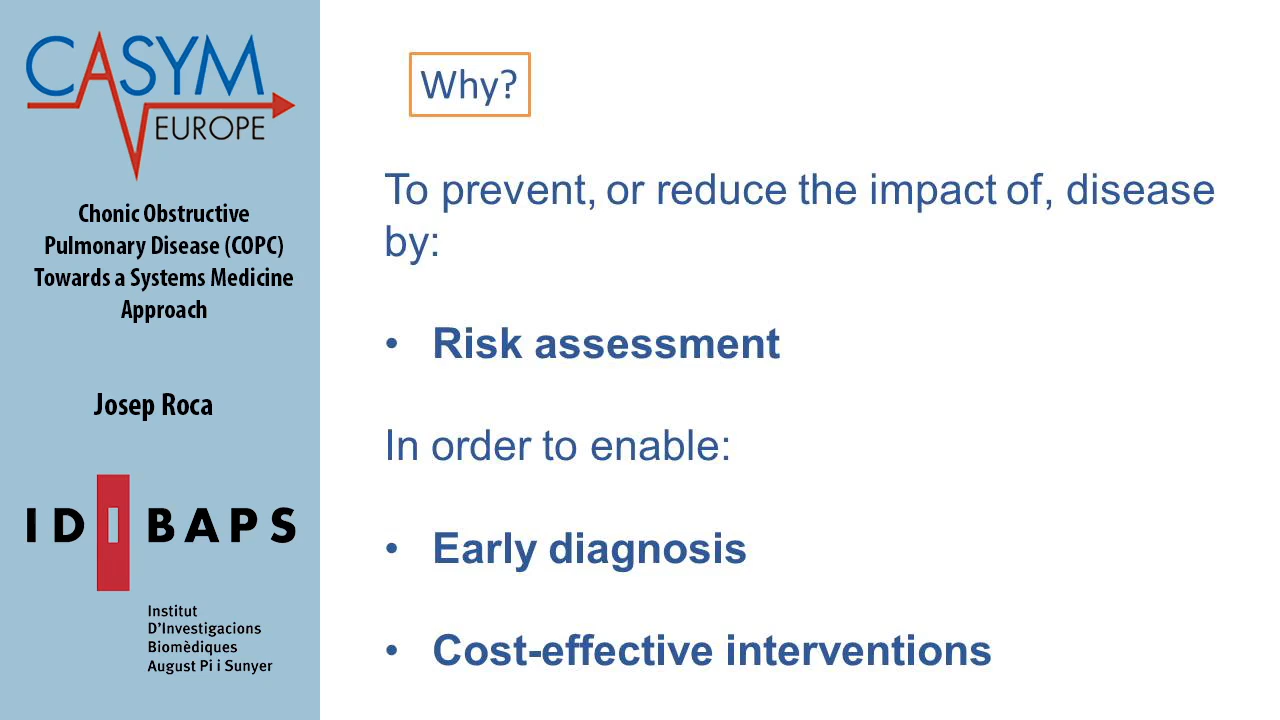 CASYM
EUROPE
Chonic Obstructive
Pulmonary Disease (COPC)
Towards a Systems Medicine
Approach
Josep Roca
IDIBAPS
Institut
D'Investigacions
Biomèdiques
August Pi i Sunyer
Why?
To prevent, or reduce the impact of, disease
by:
• Risk assessment
In order to enable:
• Early diagnosis
• Cost-effective interventions